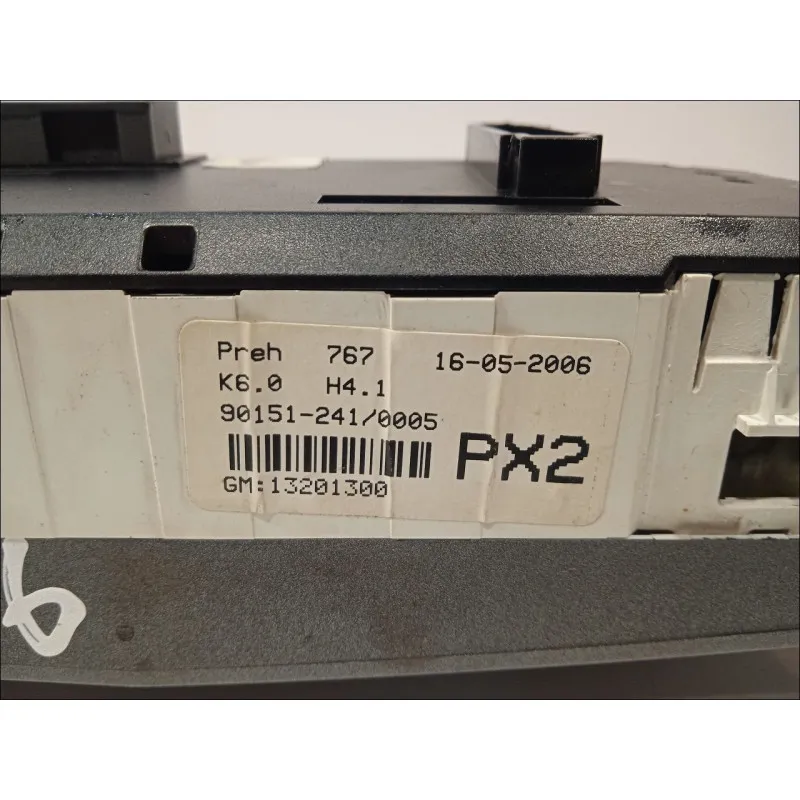 Preh 767 16-05-2006
K6.0 H4.1
90151-241/0005
PX2
GM:13201300